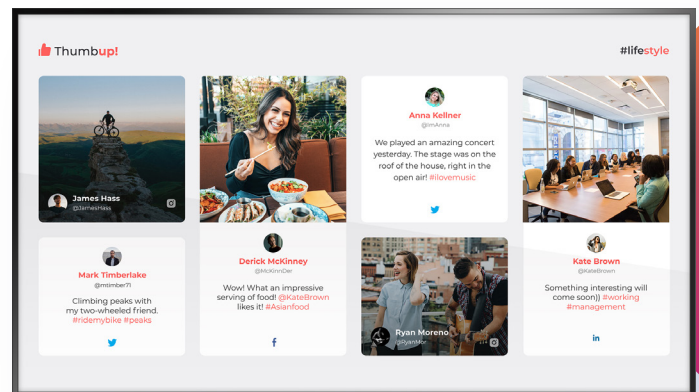 Thumbup!
#lifestyle
James Hass
@JamesHass
Mark Timberlake
@mtimber71
Climbing peaks with
my two-wheeled friend.
#ridemybike #peaks
Derick McKinney
@McKinnDer
Wow! What an impressive
serving of food! @KateBrown
likes it! #Asianfood
f
Anna Kellner
@ImAnna
We played an amazing concert
yesterday. The stage was on the
roof of the house, right in the
open air! #ilovemusic
Ryan Moreno
@RyanMor
Kate Brown
@KateBrown
Something interesting will
come soon)) #working
#management
in